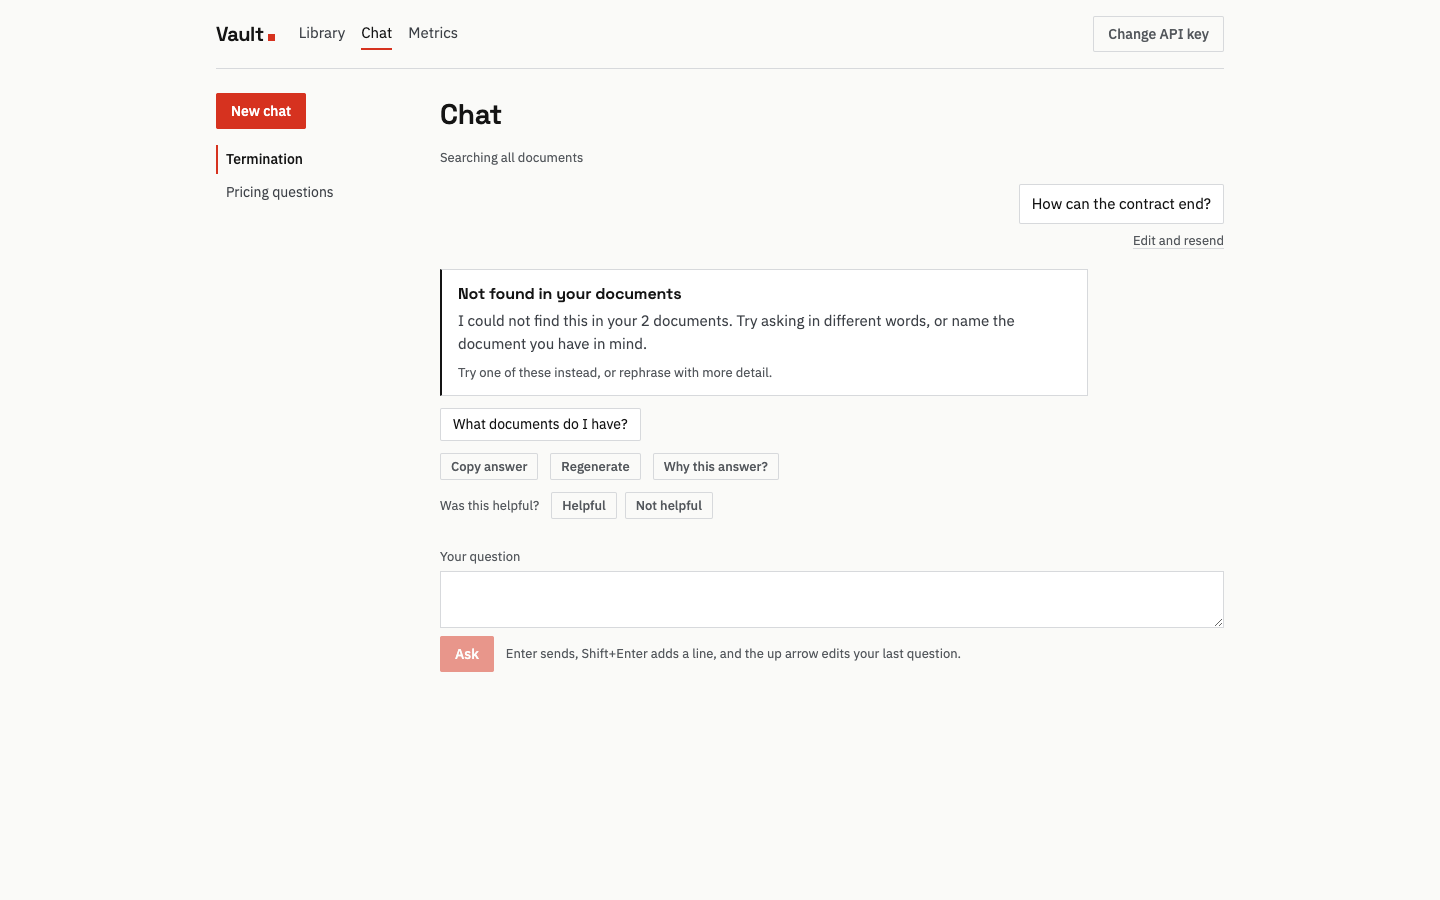 Vault
Library Chat Metrics
Change API key
New chat
Termination
Pricing questions
Chat
Searching all documents
How can the contract end?
Edit and resend
Not found in your documents
I could not find this in your 2 documents. Try asking in different words, or name the
document you have in mind.
Try one of these instead, or rephrase with more detail.
What documents do I have?
Copy answer Regenerate Why this answer?
Was this helpful? Helpful Not helpful
Your question
Ask Enter sends, Shift+Enter adds a line, and the up arrow edits your last question.